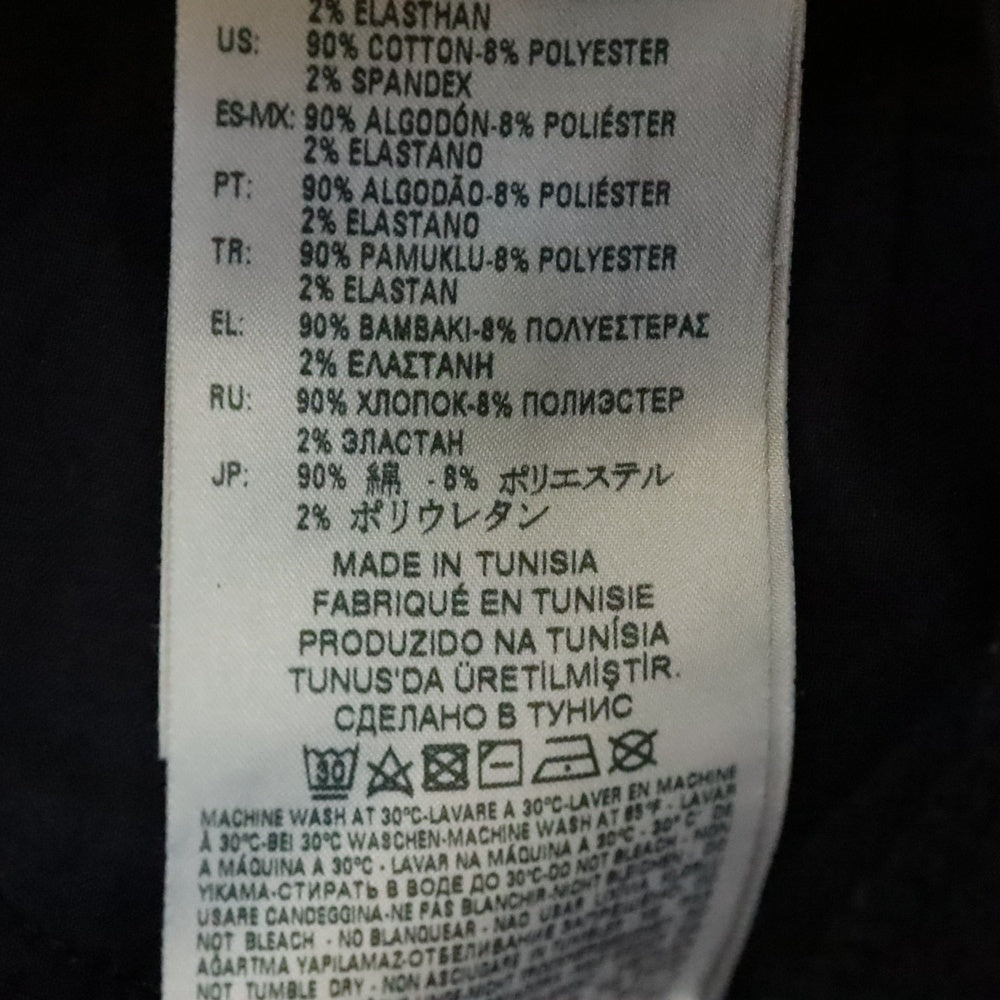 2% ELASTHAN
US: 90% COTTON-8% POLYESTER
2% SPANDEX
ES-MX: 90% ALGODÓN-8% POLIÉSTER
2% ELASTANO
PT: 90% ALGODÃO-8% POLIÉSTER
2% ELASTANO
TR: 90% PAMUKLU-8% POLYESTER
2% ELASTAN
EL: 90% ΒΑΜΒΑΚΙ-8% ΠΟΛΥΕΣΤΕΡΑΣ
2% ΕΛΑΣΤΑΝΗ
RU: 90% ХЛОПОК-8% ПОЛИЭСТЕР
2% ЭЛАСТАН
JP: 90% 綿 - 8% ポリエステル
2% ポリウレタン
MADE IN TUNISIA
FABRIQUÉ EN TUNISIE
PRODUZIDO NA TUNÍSIA
TUNUS'DA ÜRETİLMİŞTİR.
СДЕЛАНО В ТУНИС
30
MACHINE WASH AT 30°C-LAVARE A 30°C-LAVER EN MACHINE
À 30°C-BEI 30°C WASCHEN-MACHINE WASH AT 85°F - LAVAR
A MÁQUINA A 30°C - LAVAR NA MÁQUINA A 30°C - 30° C' DE
YIKAMA-СТИРАТЬ В ВОДЕ ДО 30°C-DO NOT BLEACH - NON
USARE CANDEGGINA-NE PAS BLANCHIR-NICHT BLEICHEN - DO
NOT BLEACH - NO BLANQUEAR - NÃO USAR
AĞARTMA YAPILAMAZ-ОТБЕЛИВАНИЕ
NOT TUMBLE DRY - NON ASCIUGARE